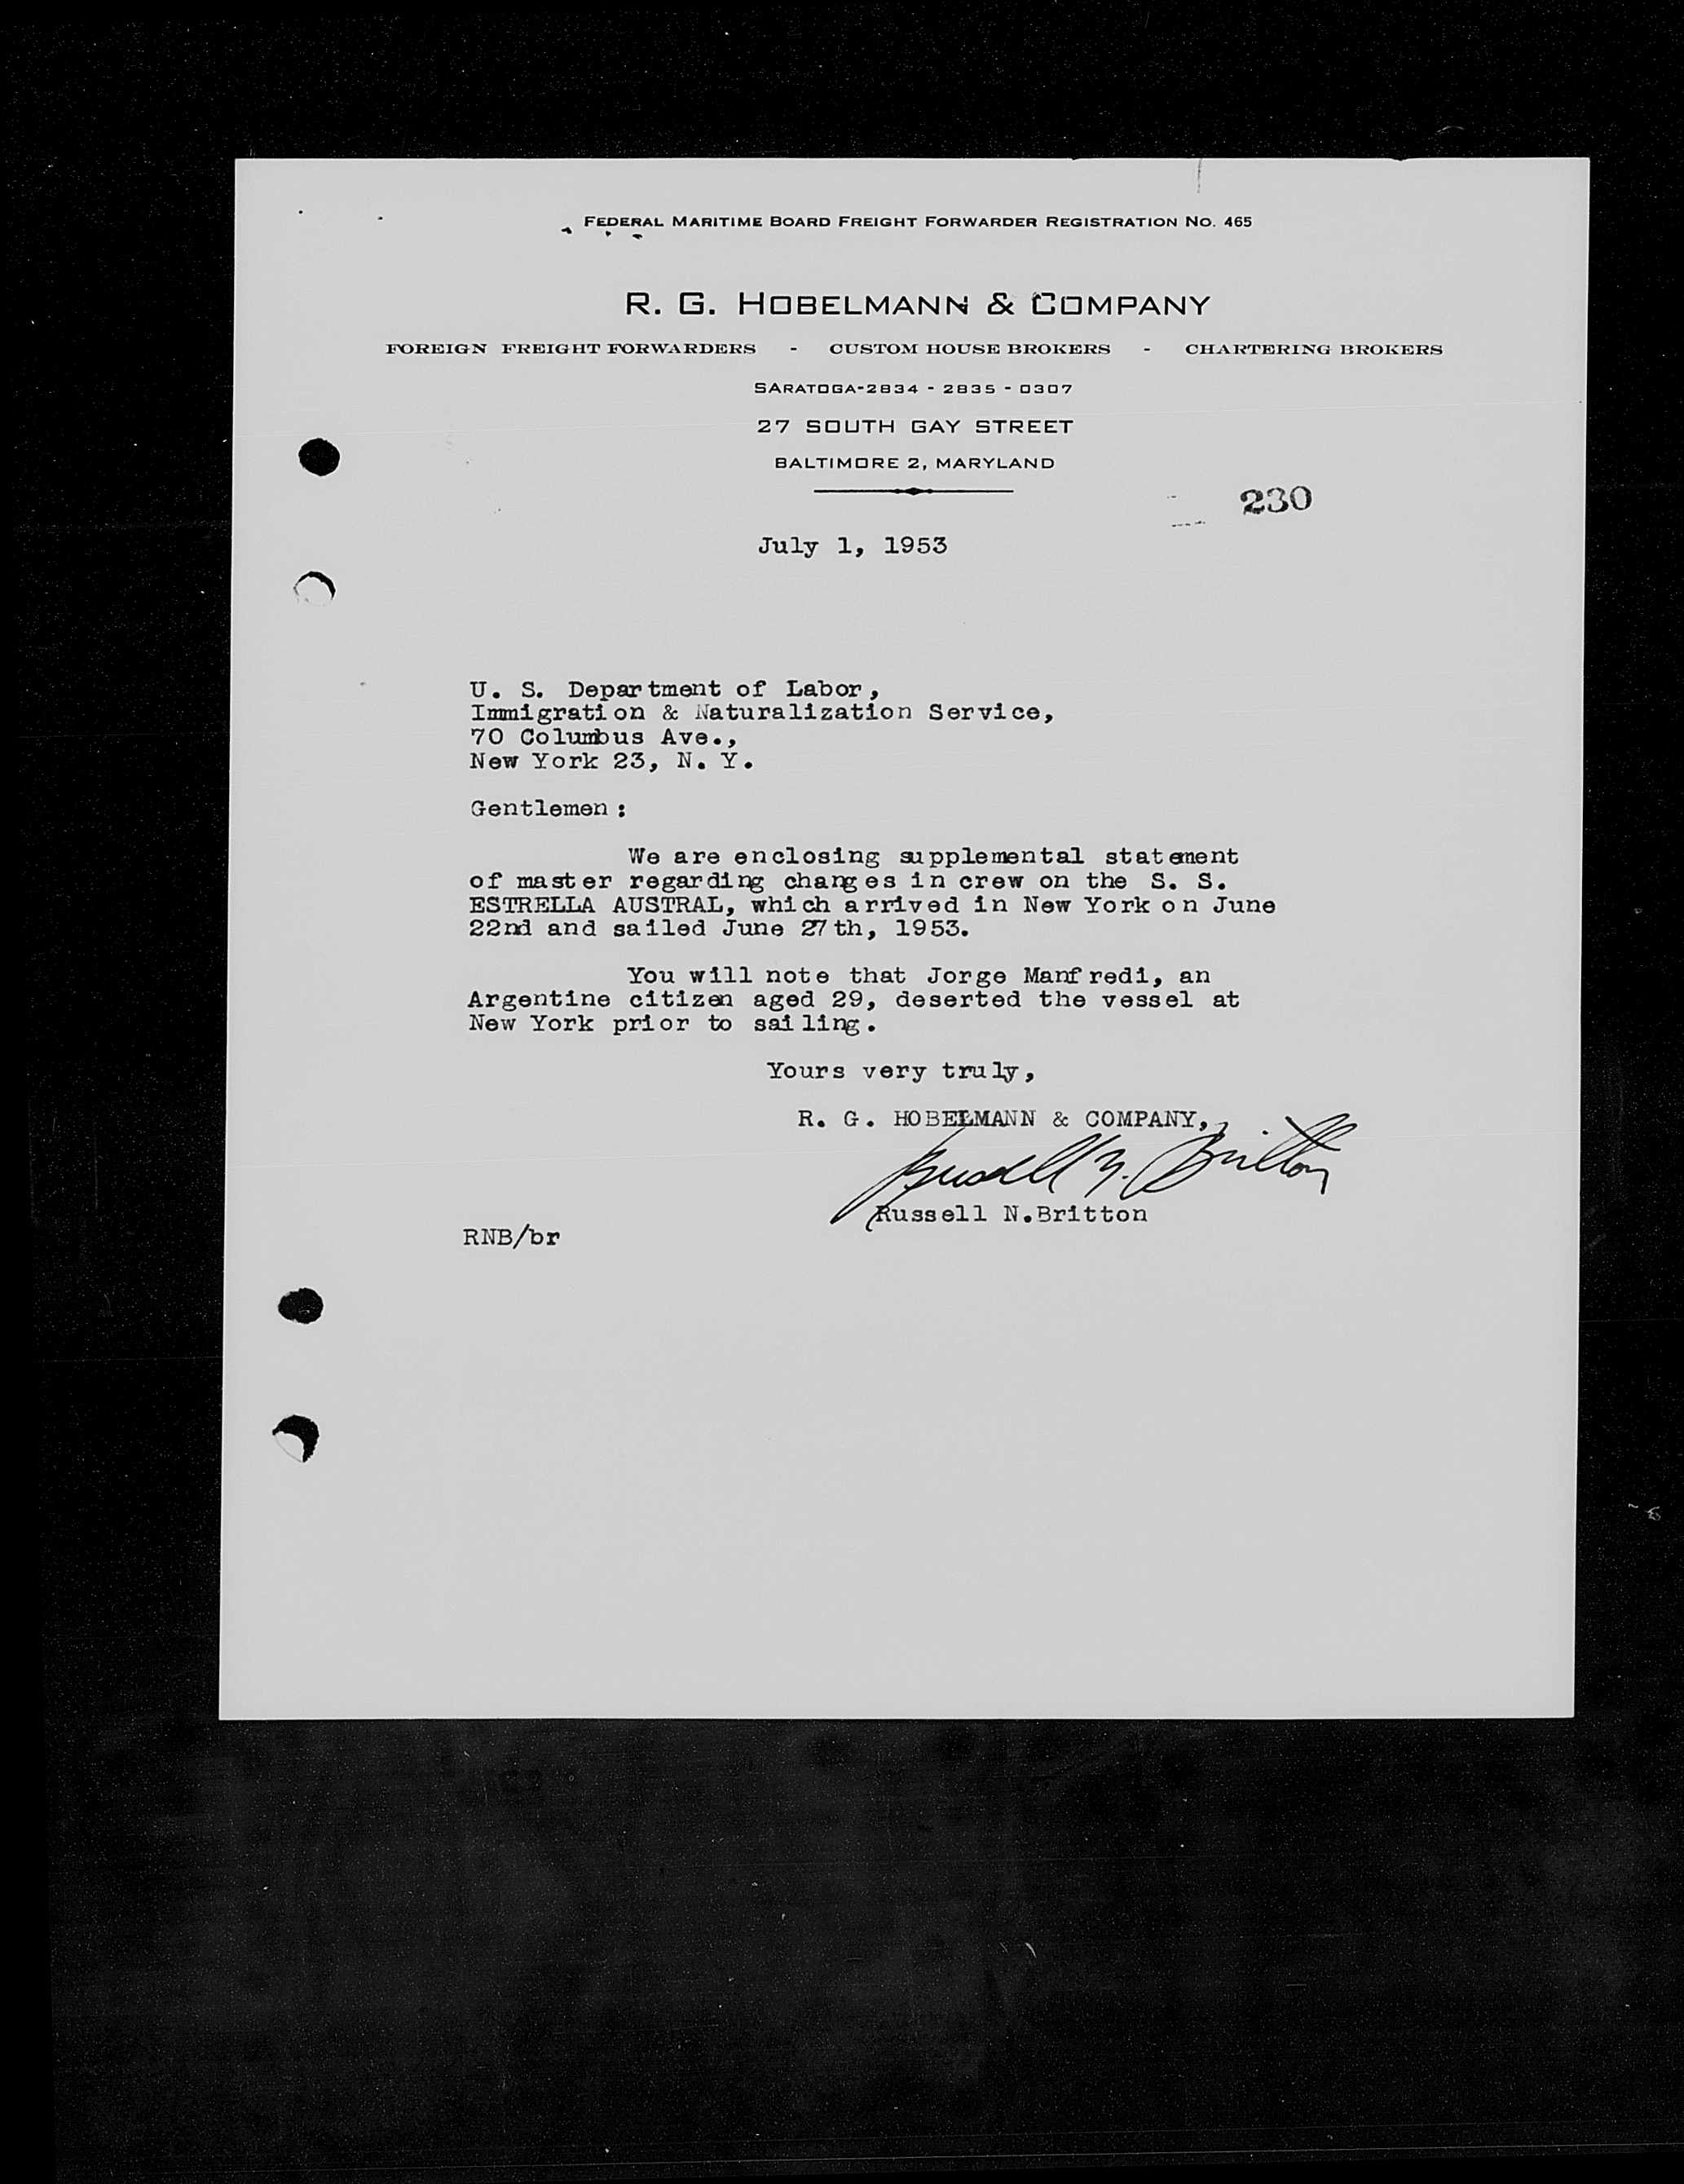 FEDERAL MARITIME BOARD FREIGHT FORWARDER REGISTRATION NO. 465
R. G. HOBELMANN & COMPANY
FOREIGN FREIGHT FORWARDERS - CUSTOM HOUSE BROKERS - CHARTERING BROKERS
SARATOGA-2834 - 2835 - 0307
27 SOUTH GAY STREET
BALTIMORE 2, MARYLAND
230
July 1, 1953
U. S. Department of Labor,
Immigration & Naturalization Service,
70 Columbus Ave.,
New York 23, N. Y.
Gentlemen:
We are enclosing supplemental statement
of master regarding changes in crew on the S. S.
ESTRELLA AUSTRAL, which arrived in New York on June
22nd and sailed June 27th, 1953.
You will note that Jorge Manfredi, an
Argentine citizen aged 29, deserted the vessel at
New York prior to sailing.
Yours very truly,
R. G. HOBELMANN & COMPANY,
Russell N. Britton
Russell N.Britton
RNB/br